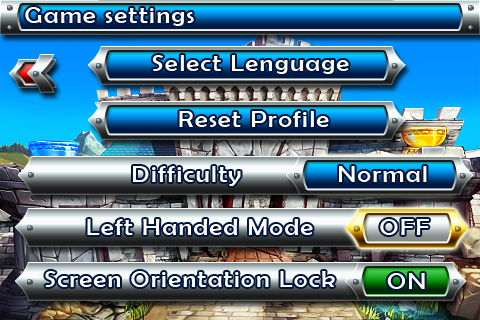 Game settings
Select Lenguage
Reset Profile
Difficulty Normal
Left Handed Mode OFF
Screen Orientation Lock ON